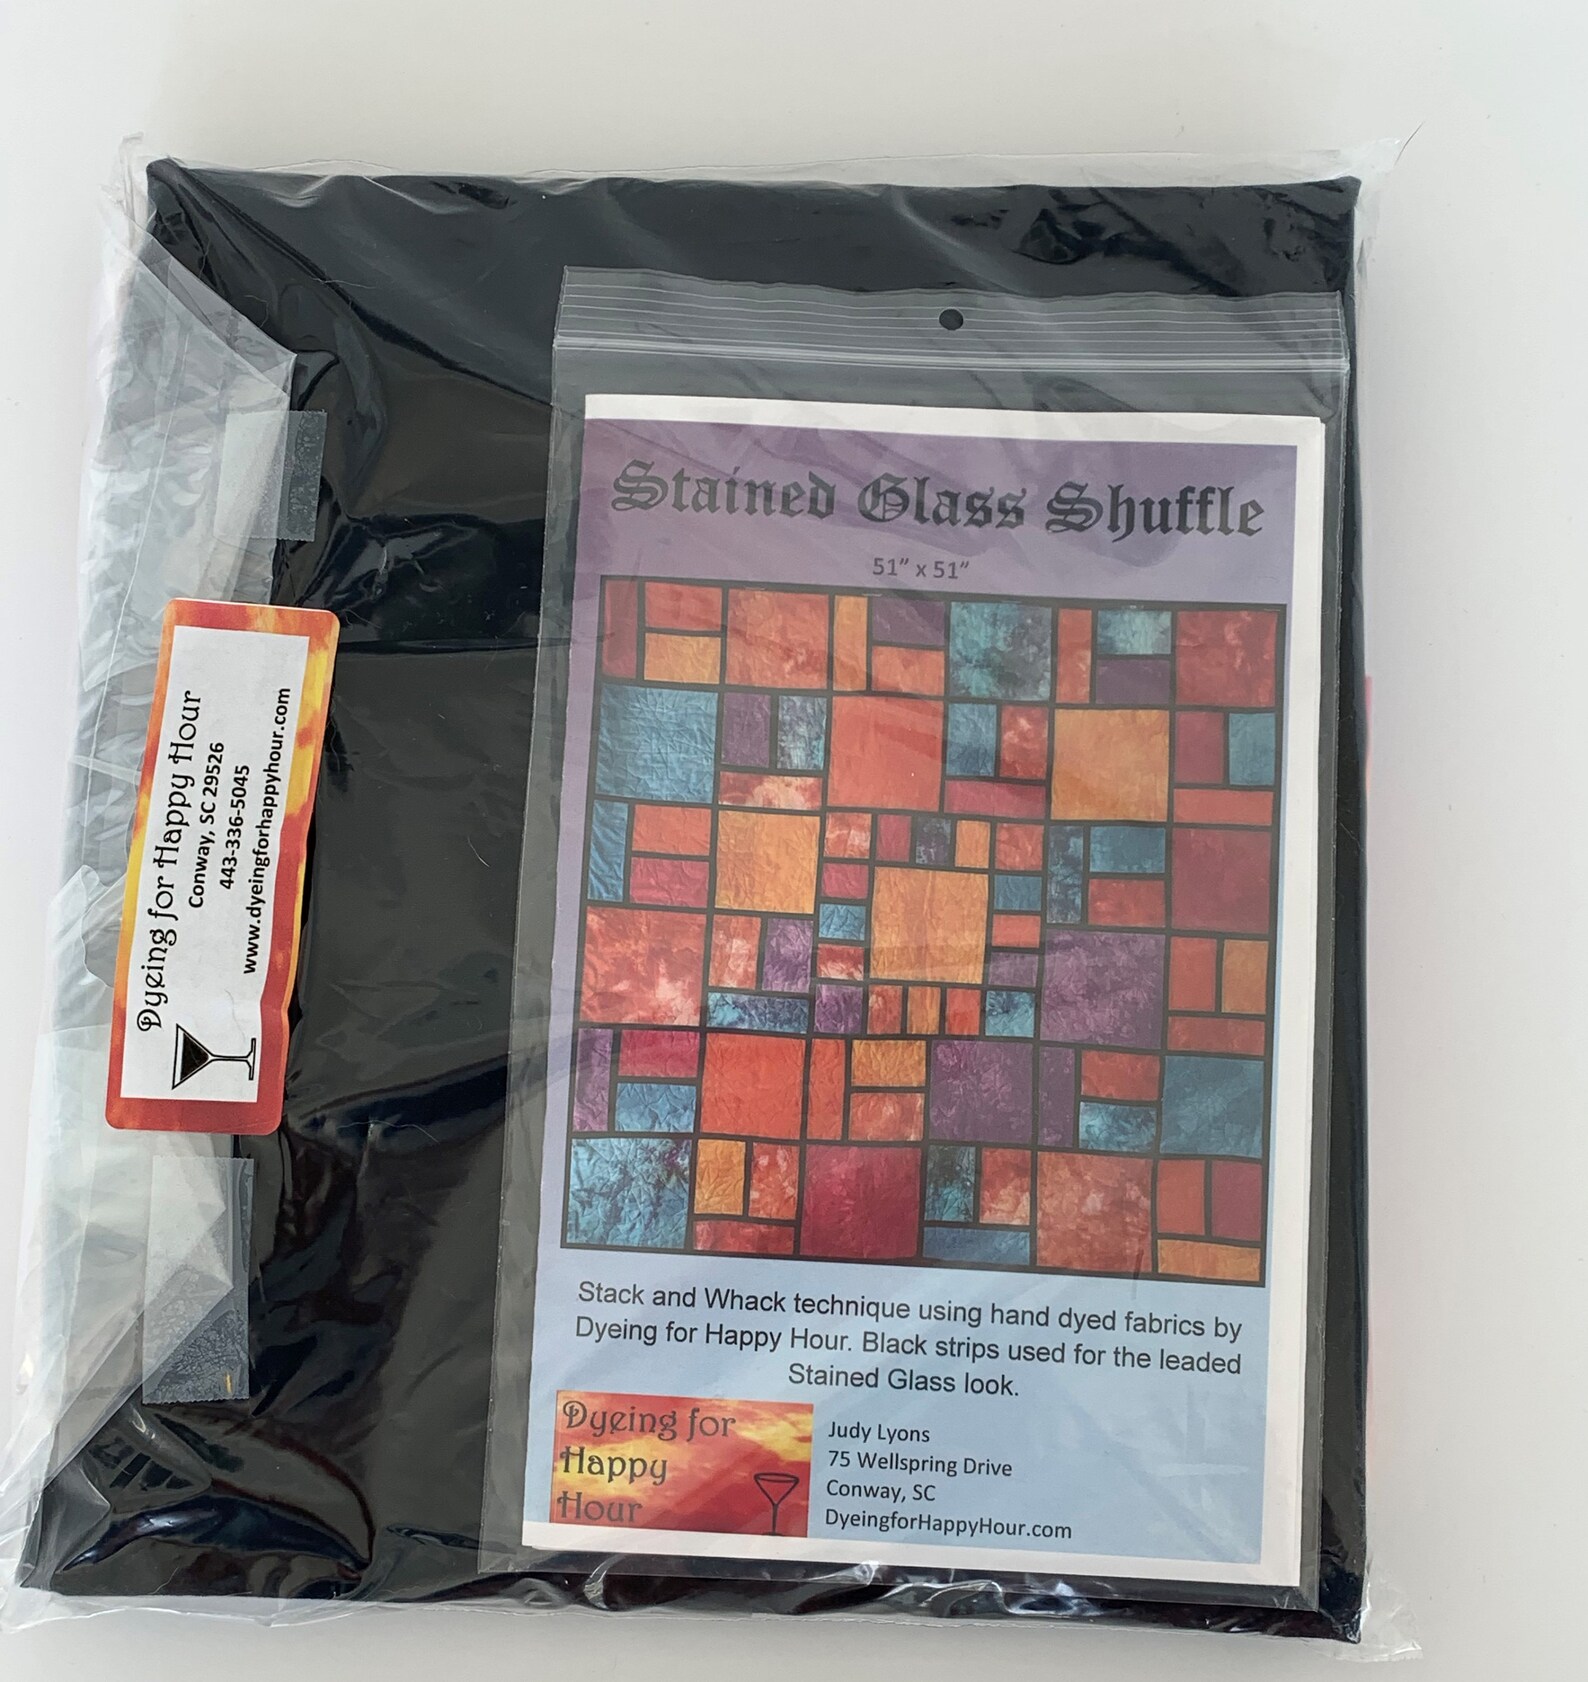 Stained Glass Shuffle
51" x 51"
Stack and Whack technique using hand dyed fabrics by
Dyeing for Happy Hour. Black strips used for the leaded
Stained Glass look.
Dyeing for
Happy
Hour
Judy Lyons
75 Wellspring Drive
Conway, SC
DyeingforHappyHour.com
Dyeing for Happy Hour
Conway, SC 29526
443-336-5045
www.dyeingforhappyhour.com